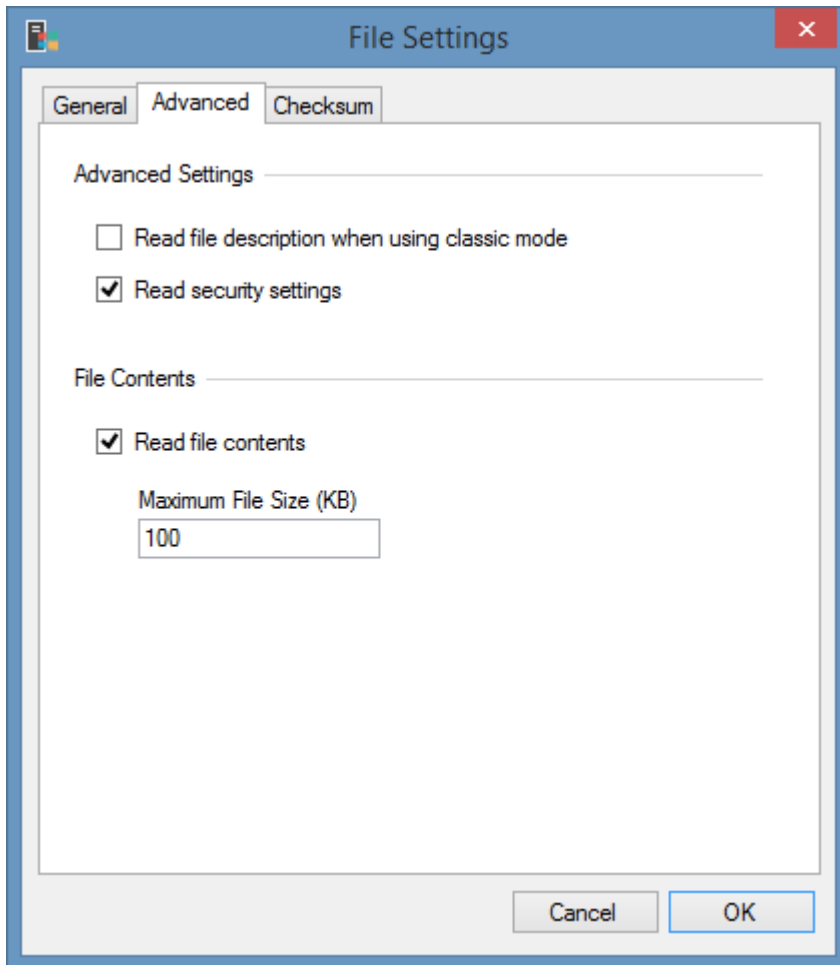 File Settings
General Advanced Checksum
Advanced Settings
Read file description when using classic mode
Read security settings
File Contents
Read file contents
Maximum File Size (KB)
100
Cancel OK